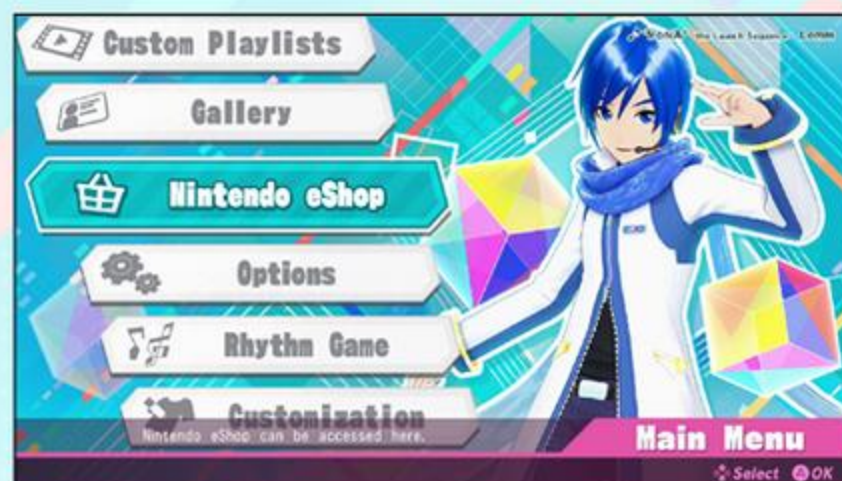 Custom Playlists
Gallery
Nintendo eShop
Options
Rhythm Game
Customization
Nintendo eShop can be accessed here.
Main Menu
Select OK